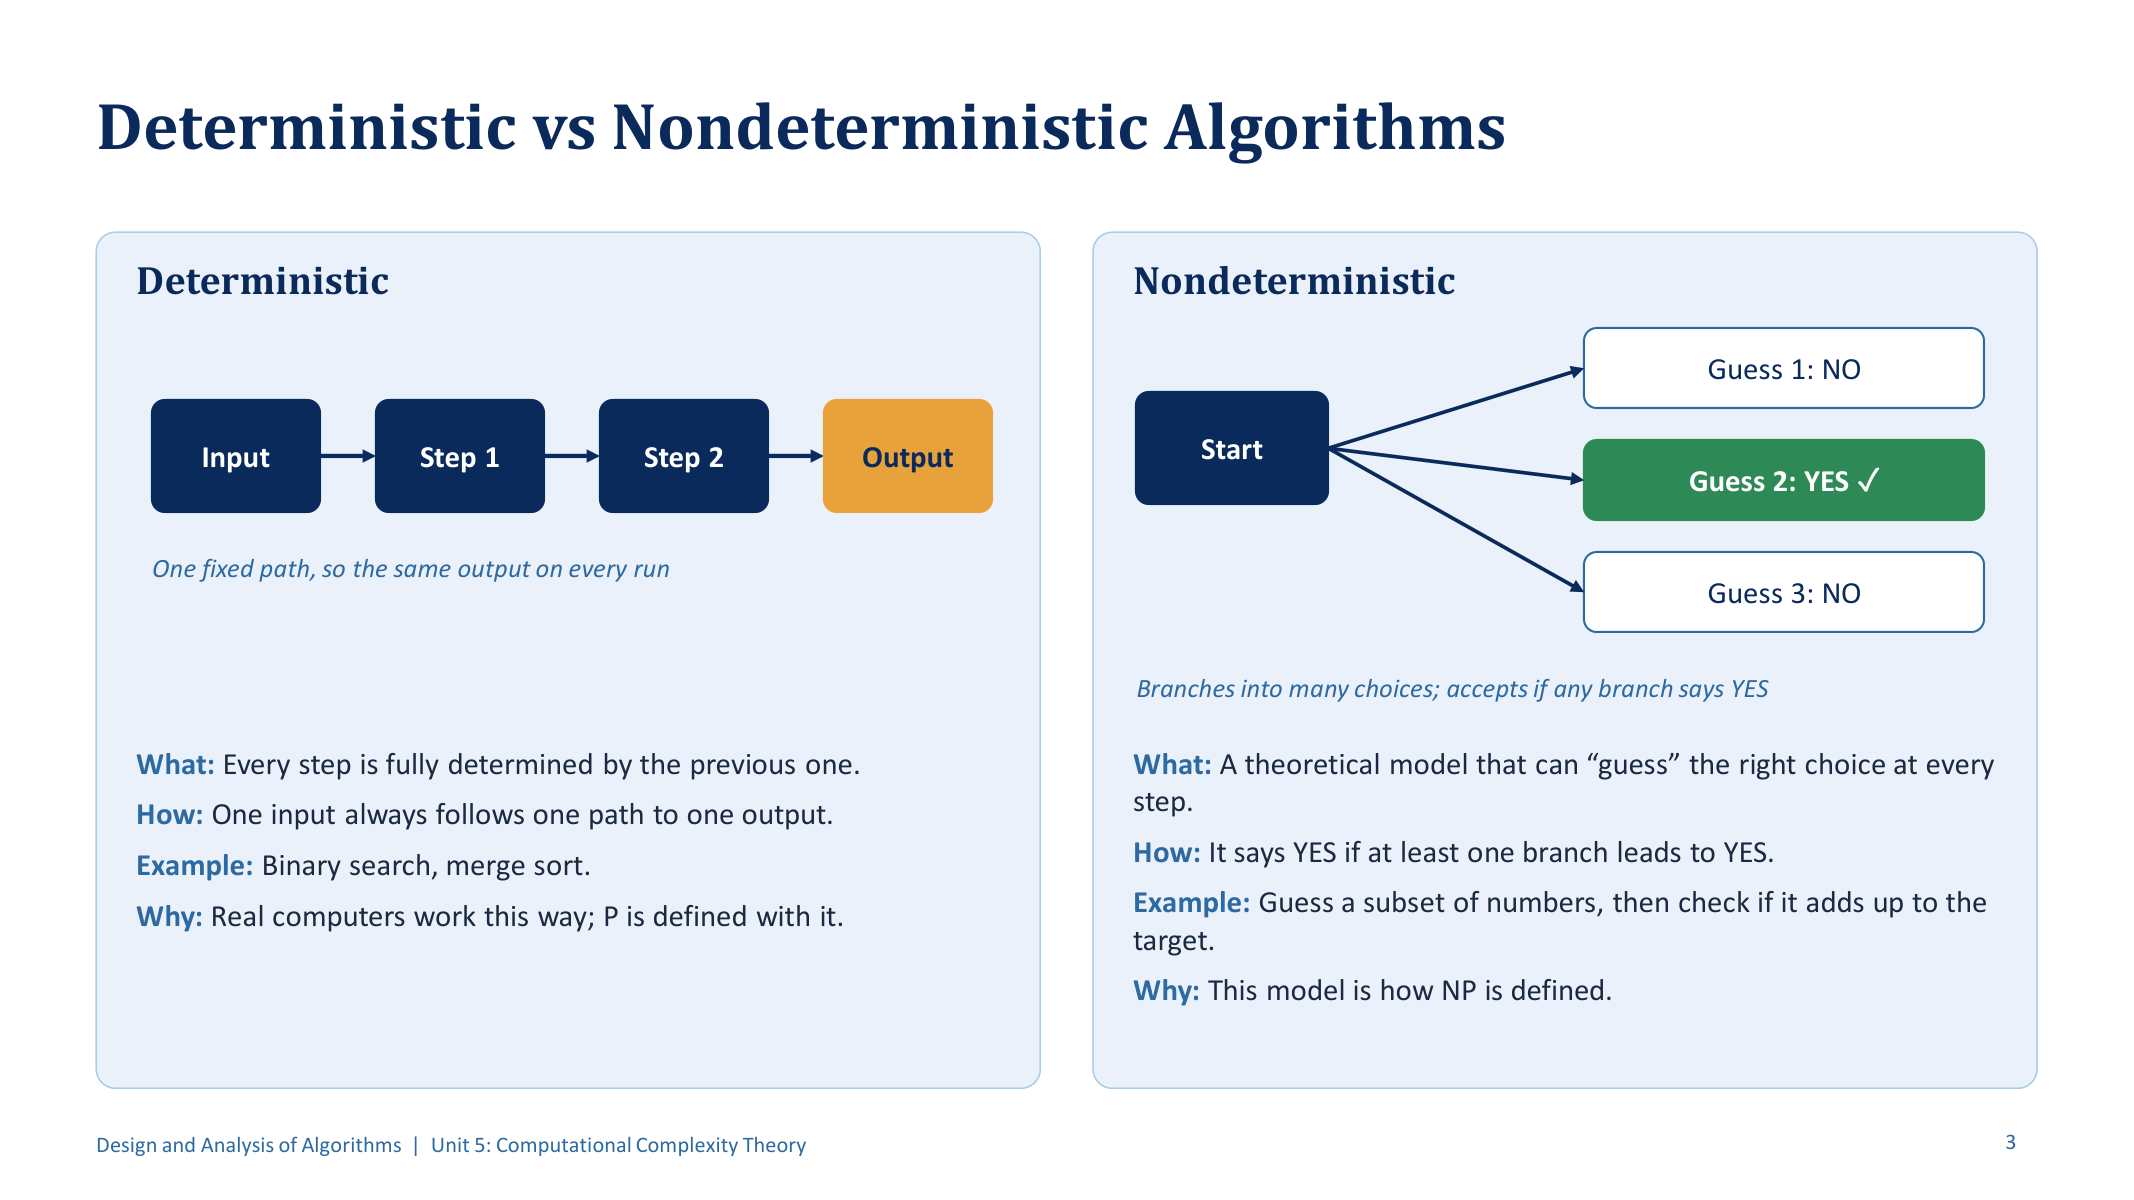 Deterministic vs Nondeterministic Algorithms
Deterministic
Input
Step 1
Step 2
Output
One fixed path, so the same output on every run
What: Every step is fully determined by the previous one.
How: One input always follows one path to one output.
Example: Binary search, merge sort.
Why: Real computers work this way; P is defined with it.
Nondeterministic
Start
Guess 1: NO
Guess 2: YES ✓
Guess 3: NO
Branches into many choices; accepts if any branch says YES
What: A theoretical model that can “guess” the right choice at every
step.
How: It says YES if at least one branch leads to YES.
Example: Guess a subset of numbers, then check if it adds up to the
target.
Why: This model is how NP is defined.
Design and Analysis of Algorithms | Unit 5: Computational Complexity Theory
3